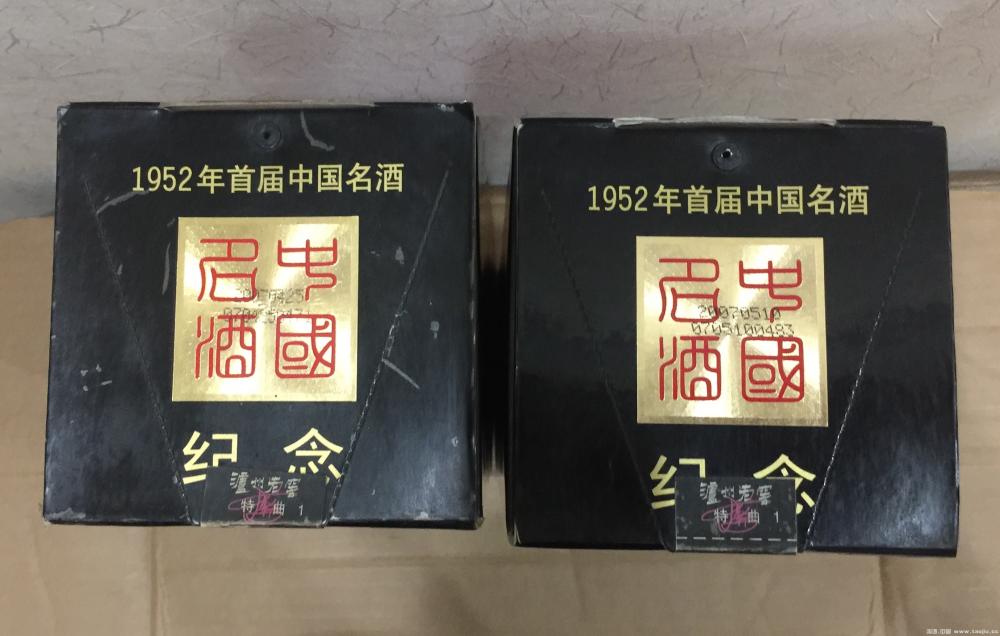 1952年首届中国名酒
中國
名酒
纪念
泸州老窖
特曲 1
1952年首届中国名酒
中國
名酒
20070510
0705100483
纪念
泸州老窖
特曲 1